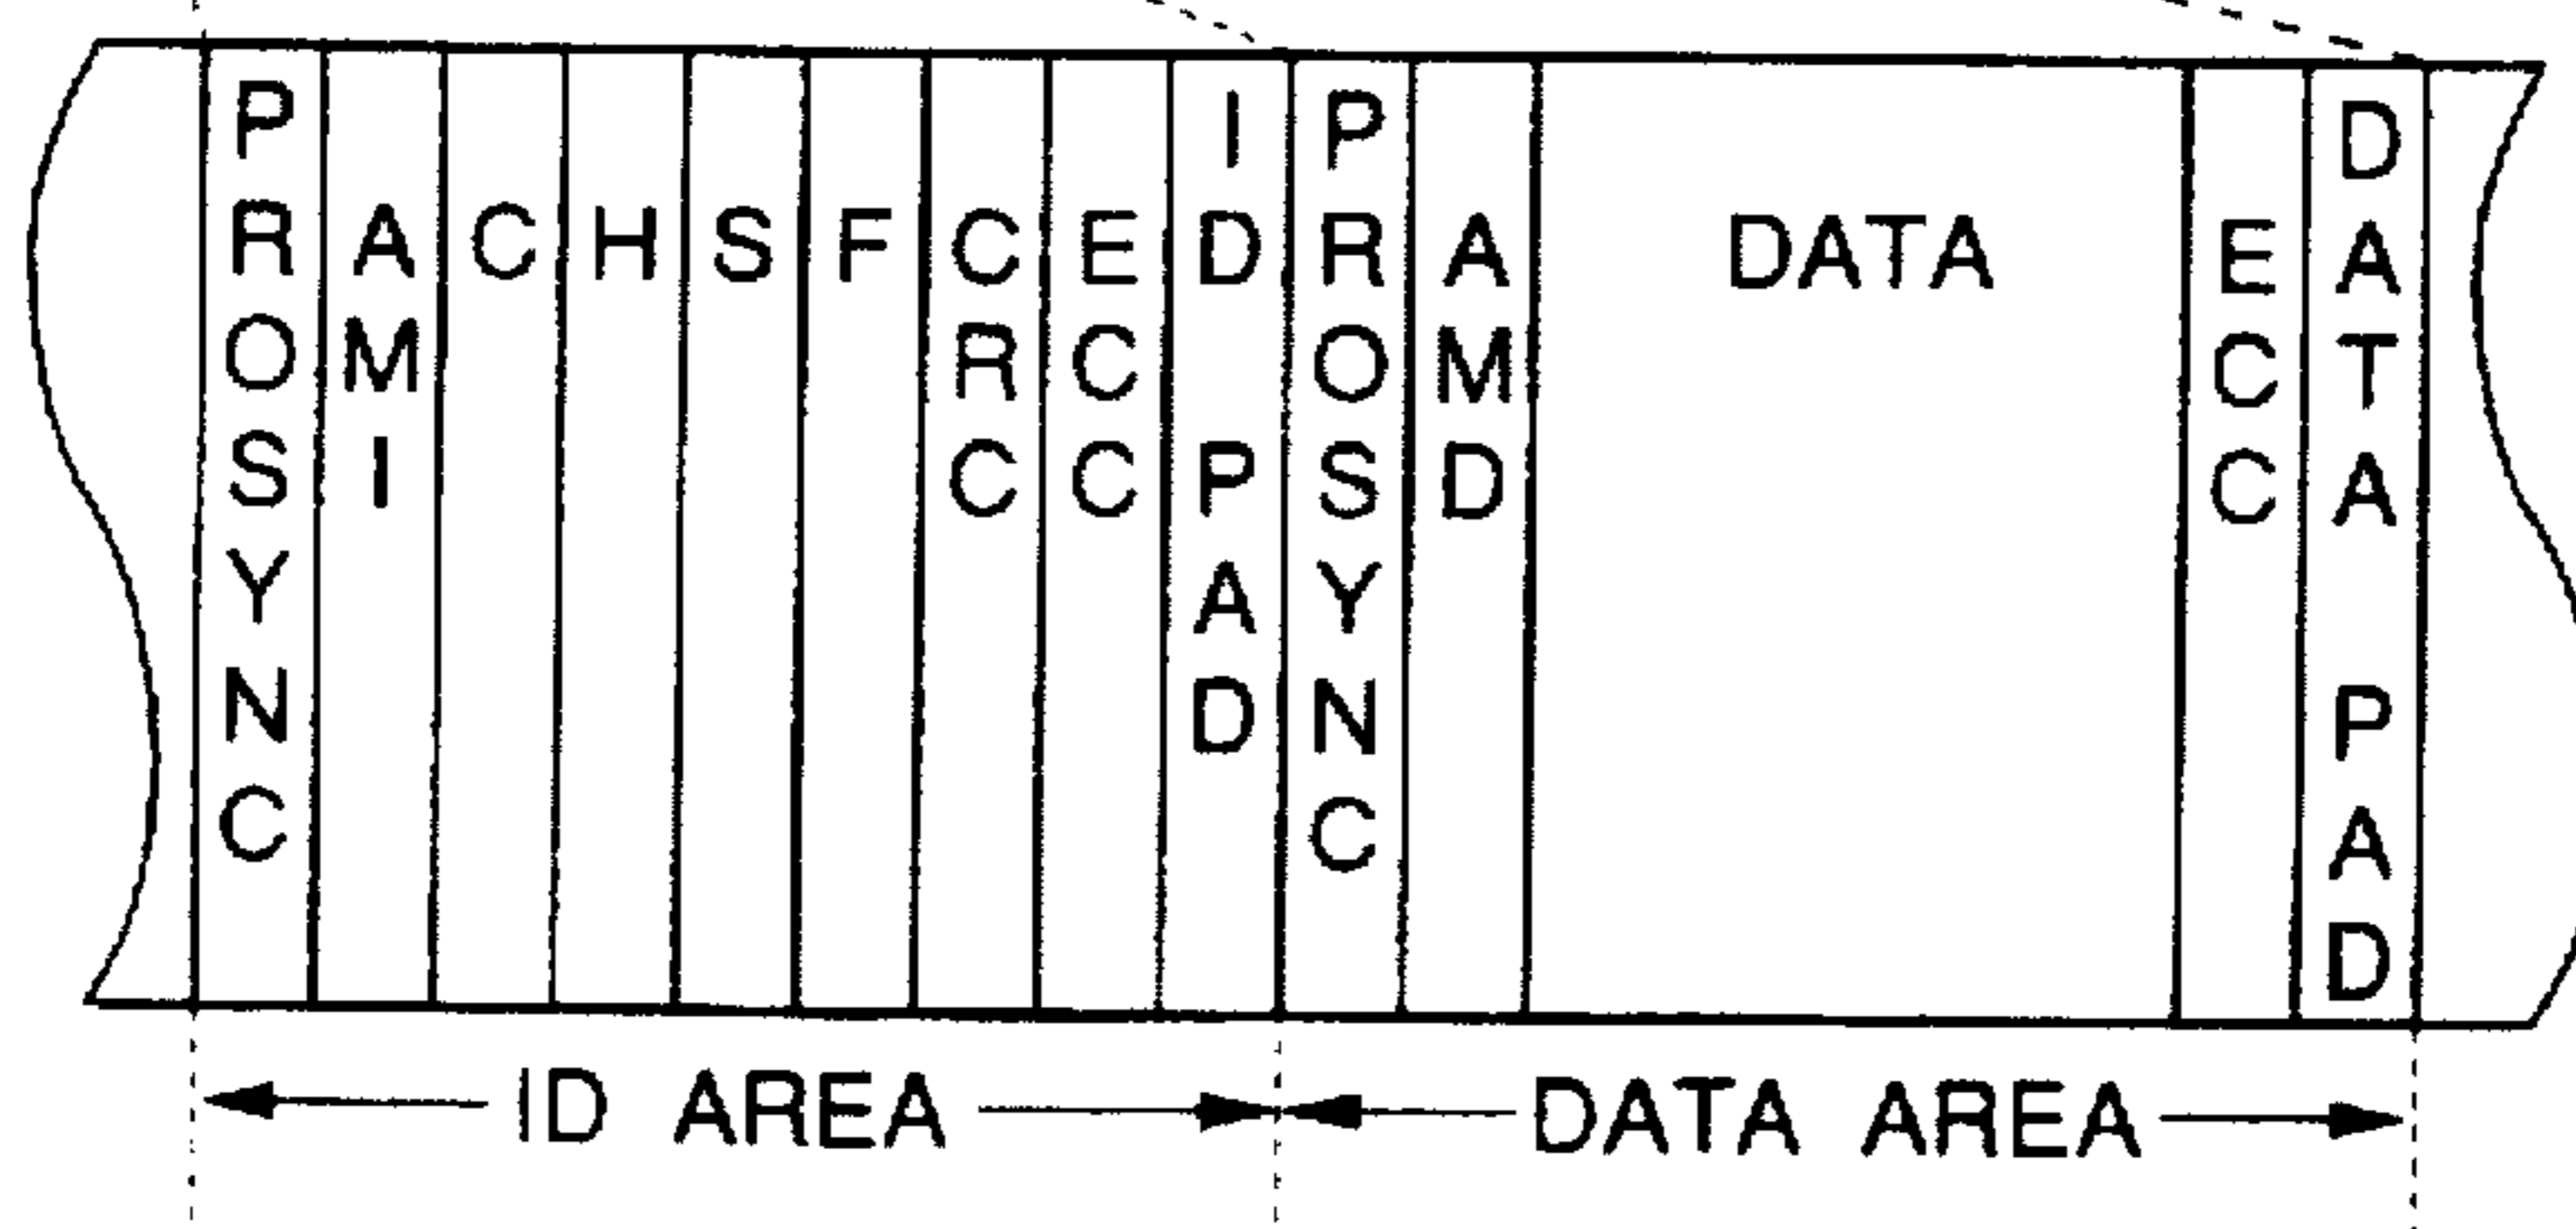 PROSYNC
AMI
C
H
S
F
CRC
ECC
ID PAD
PROSYNC
AMD
DATA
ECC
DATA PAD
ID AREA
DATA AREA